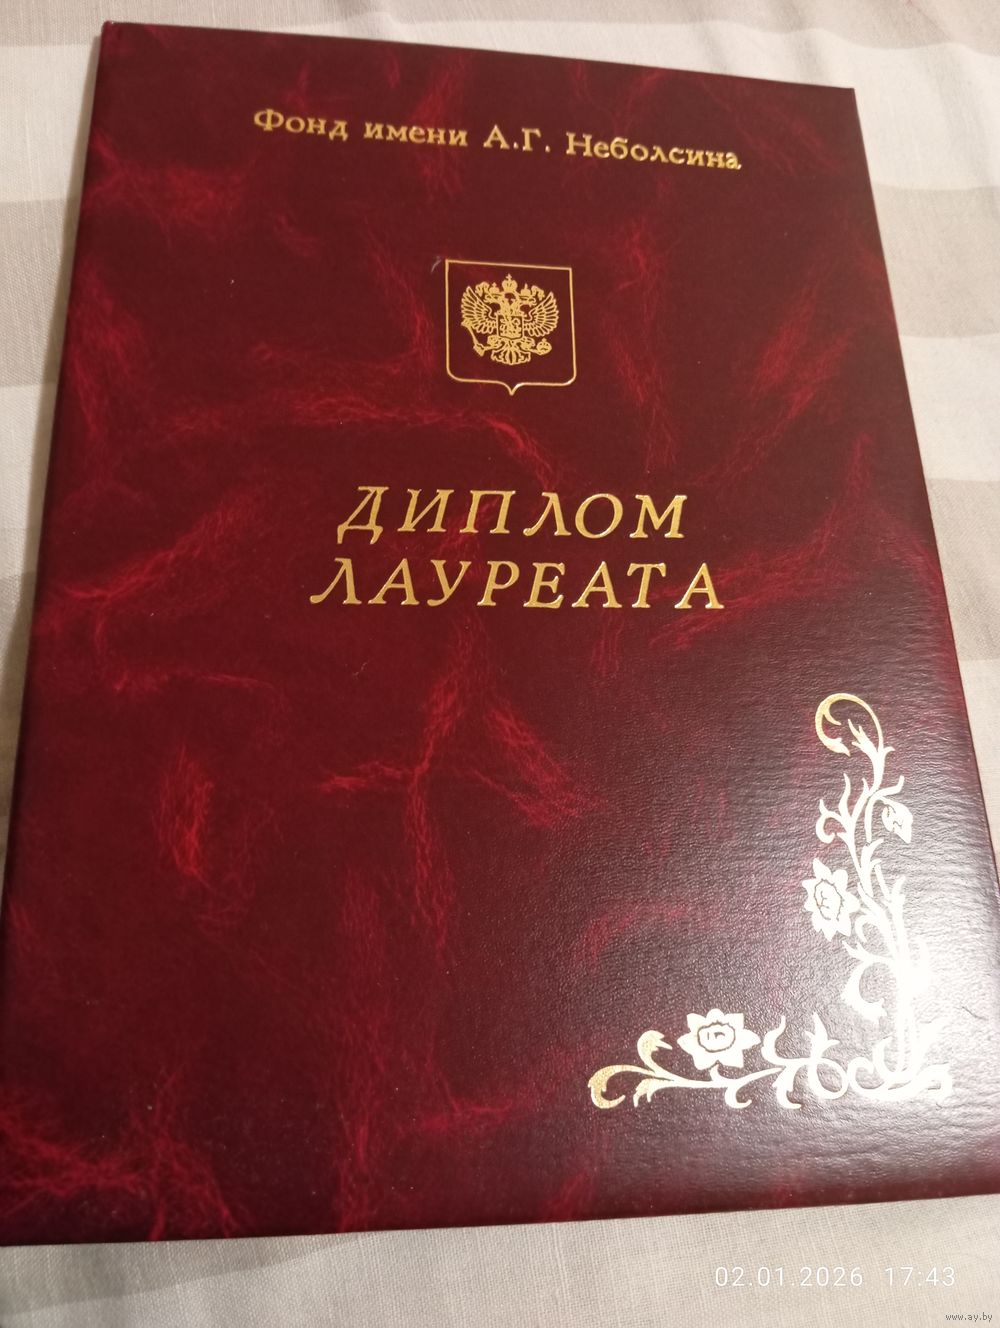 Фонд имени А.Г. Неболсина
ДИПЛОМ
ЛАУРЕАТА
02.01.2026 17:43
www.ay.by